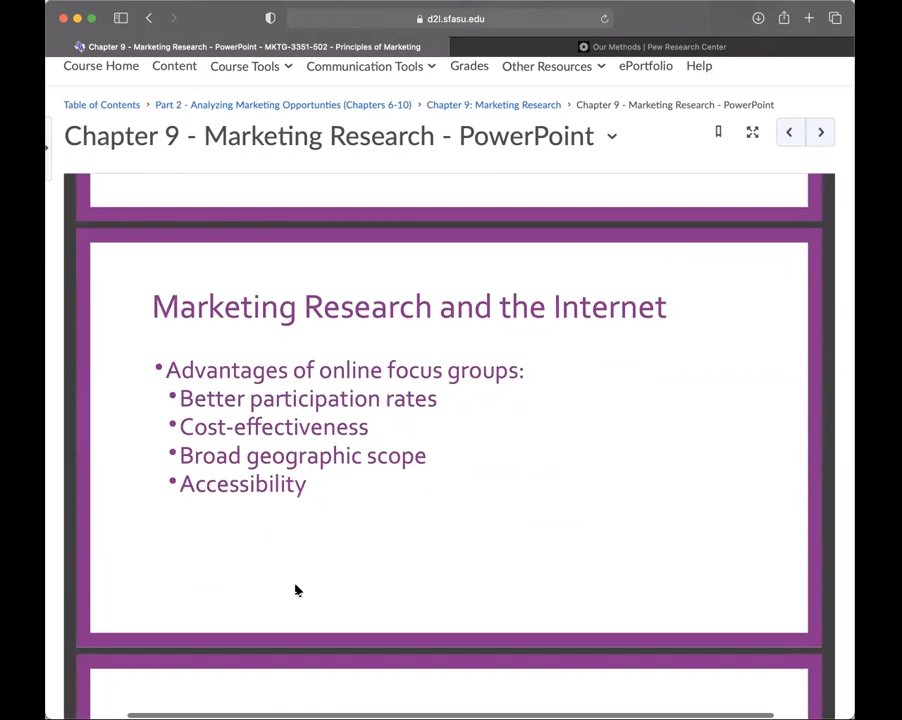 d2l.sfasu.edu
Chapter 9 - Marketing Research - PowerPoint - MKTG-3351-502 - Principles of Marketing
Our Methods | Pew Research Center
Course Home Content Course Tools Communication Tools Grades Other Resources ePortfolio Help
Table of Contents › Part 2 - Analyzing Marketing Opportunties (Chapters 6-10) › Chapter 9: Marketing Research › Chapter 9 - Marketing Research - PowerPoint
Chapter 9 - Marketing Research - PowerPoint
Marketing Research and the Internet
•Advantages of online focus groups:
•Better participation rates
•Cost-effectiveness
•Broad geographic scope
•Accessibility